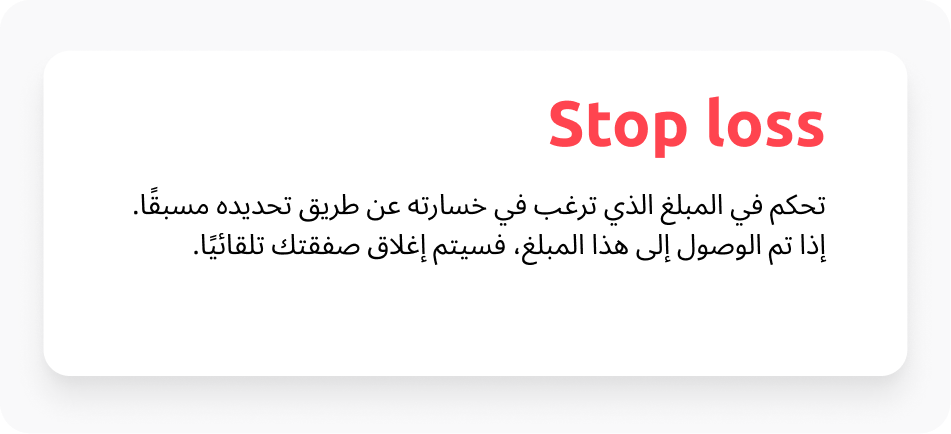 Stop loss
تحكم في المبلغ الذي ترغب في خسارته عن طريق تحديده مسبقًا.
إذا تم الوصول إلى هذا المبلغ، فسيتم إغلاق صفقتك تلقائيًا.